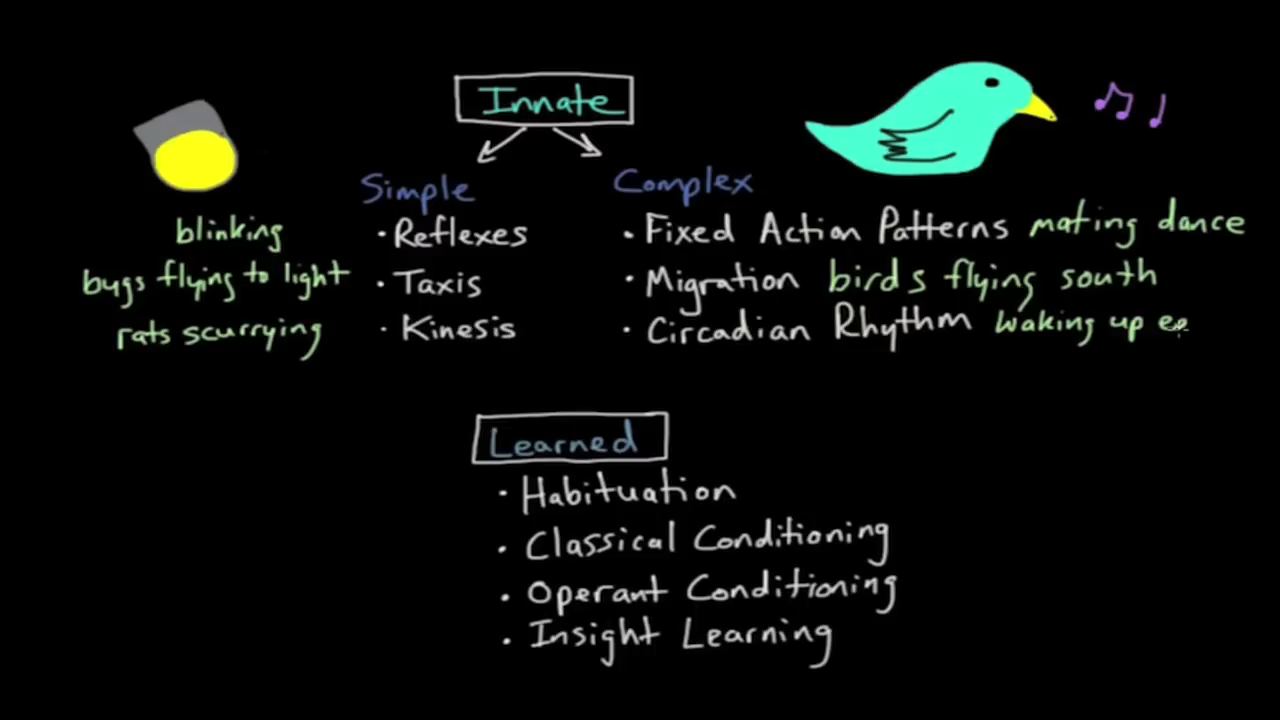 Innate
Simple
Complex
blinking · Reflexes · Fixed Action Patterns mating dance
bugs flying to light · Taxis · Migration birds flying south
rats scurrying · Kinesis · Circadian Rhythm waking up
Learned
· Habituation
· Classical Conditioning
· Operant Conditioning
· Insight Learning